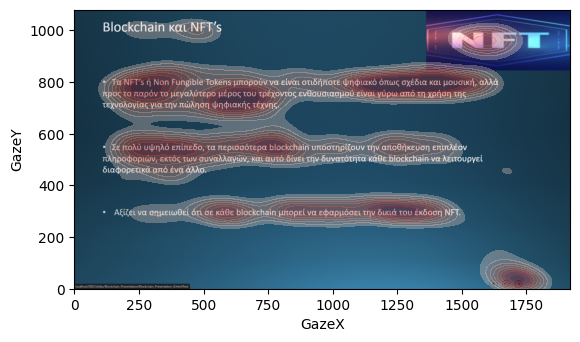 Blockchain και NFT's
NFT
• Τα NFT's ή Non Fungible Tokens μπορούν να είναι οτιδήποτε ψηφιακό όπως σχέδια και μουσική, αλλά
προς το παρόν το μεγαλύτερο μέρος του τρέχοντος ενθουσιασμού είναι γύρω από τη χρήση της
τεχνολογίας για την πώληση ψηφιακής τέχνης.
• Σε πολύ υψηλό επίπεδο, τα περισσότερα blockchain υποστηρίζουν την αποθήκευση επιπλέον
πληροφοριών, εκτός των συναλλαγών, και αυτό δίνει την δυνατότητα κάθε blockchain να λειτουργεί
διαφορετικά από ένα άλλο.
• Αξίζει να σημειωθεί ότι σε κάθε blockchain μπορεί να εφαρμόσει την δικιά του έκδοση NFT.
GazeY
1000
800
600
400
200
0
0 250 500 750 1000 1250 1500 1750
GazeX